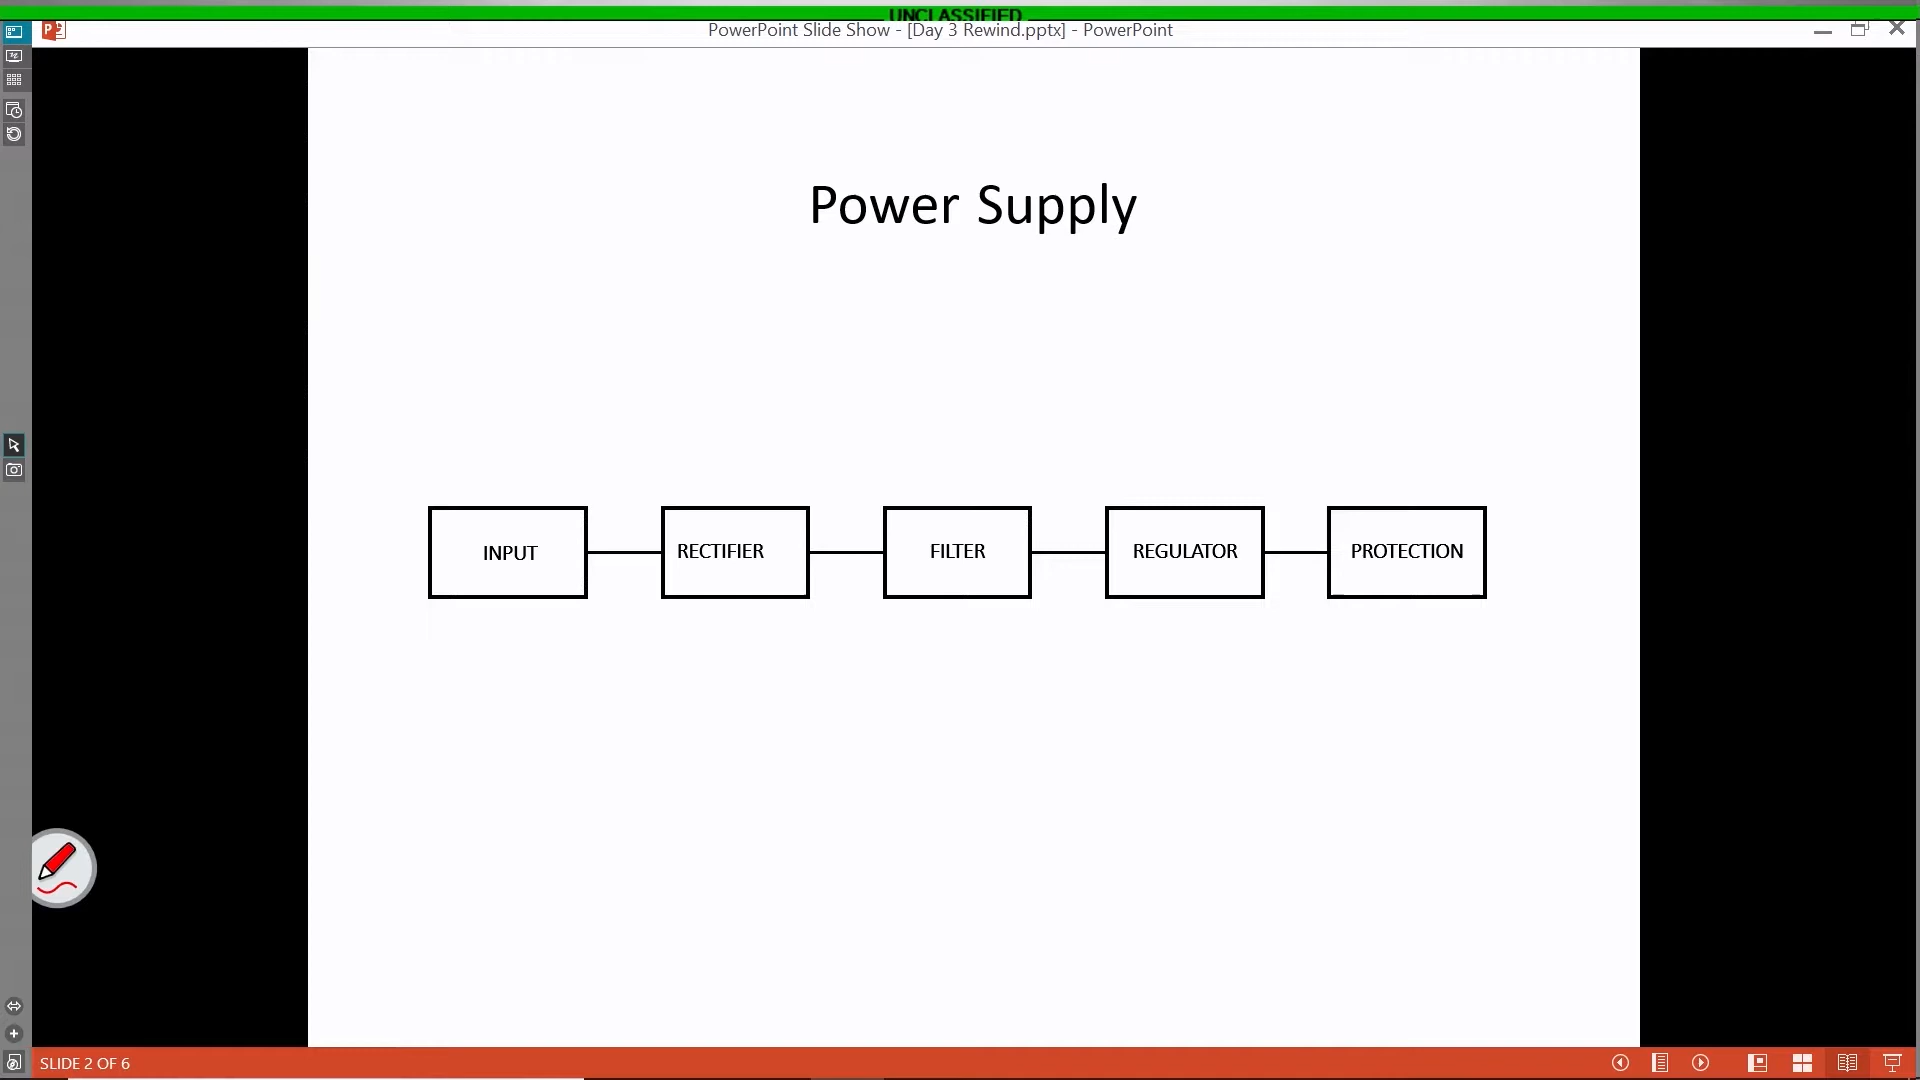 UNCLASSIFIED
PowerPoint Slide Show - [Day 3 Rewind.pptx] - PowerPoint
Power Supply
INPUT
RECTIFIER
FILTER
REGULATOR
PROTECTION
SLIDE 2 OF 6